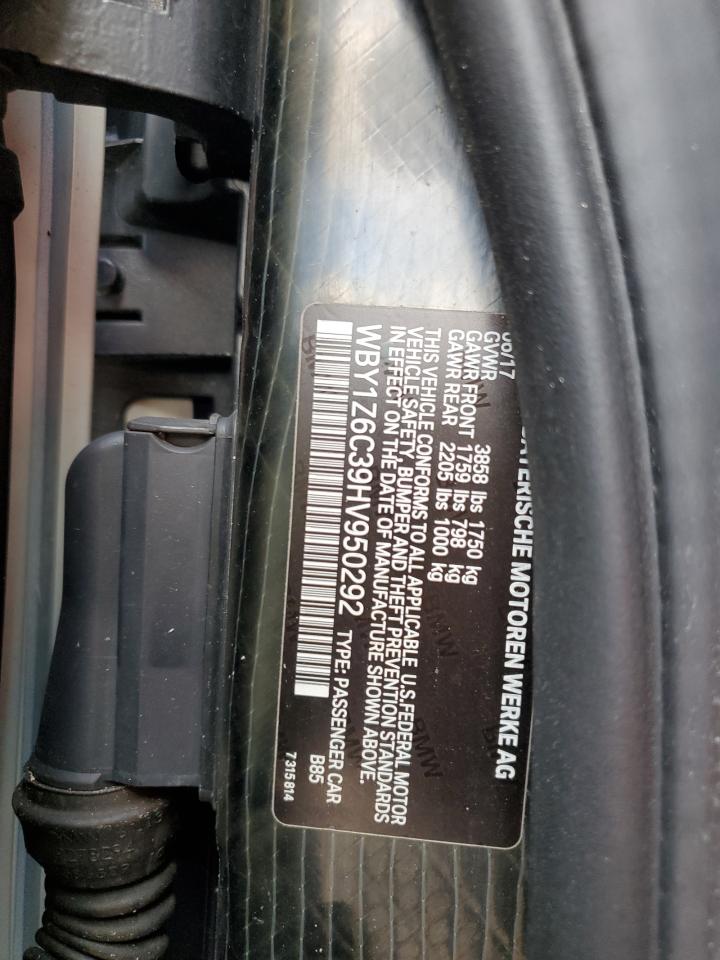 BAYERISCHE MOTOREN WERKE AG
06/17
GVWR 3858 lbs 1750 kg
GAWR FRONT 1759 lbs 798 kg
GAWR REAR 2205 lbs 1000 kg
THIS VEHICLE CONFORMS TO ALL APPLICABLE U.S.FEDERAL MOTOR
VEHICLE SAFETY, BUMPER AND THEFT PREVENTION STANDARDS
IN EFFECT ON THE DATE OF MANUFACTURE SHOWN ABOVE.
WBY1Z6C39HV950292 TYPE: PASSENGER CAR
B85
7315814